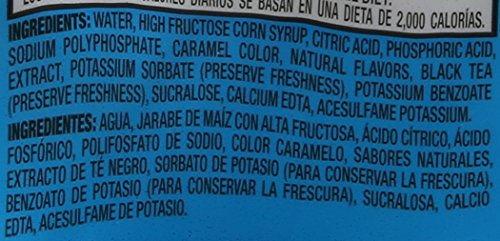 VALORES DIARIOS SE BASAN EN UNA DIETA DE 2,000 CALORÍAS.
INGREDIENTS: WATER, HIGH FRUCTOSE CORN SYRUP, CITRIC ACID, PHOSPHORIC ACID,
SODIUM POLYPHOSPHATE, CARAMEL COLOR, NATURAL FLAVORS, BLACK TEA
EXTRACT, POTASSIUM SORBATE (PRESERVE FRESHNESS), POTASSIUM BENZOATE
(PRESERVE FRESHNESS), SUCRALOSE, CALCIUM EDTA, ACESULFAME POTASSIUM.
INGREDIENTES: AGUA, JARABE DE MAÍZ CON ALTA FRUCTOSA, ÁCIDO CÍTRICO, ÁCIDO
FOSFÓRICO, POLIFOSFATO DE SODIO, COLOR CARAMELO, SABORES NATURALES,
EXTRACTO DE TÉ NEGRO, SORBATO DE POTASIO (PARA CONSERVAR LA FRESCURA),
BENZOATO DE POTASIO (PARA CONSERVAR LA FRESCURA), SUCRALOSA, CALCIO
EDTA, ACESULFAME DE POTASIO.